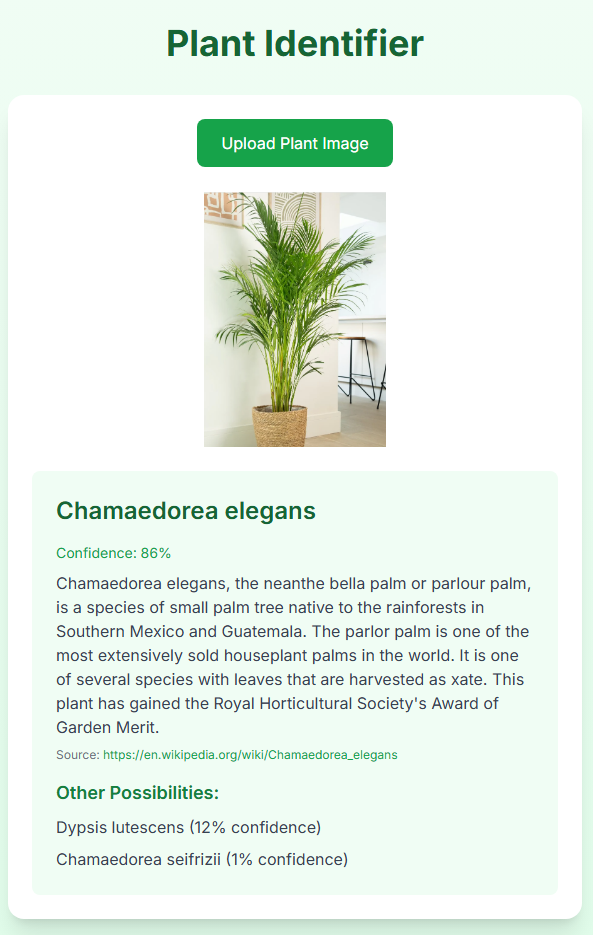 Plant Identifier
Upload Plant Image
Chamaedorea elegans
Confidence: 86%
Chamaedorea elegans, the neanthe bella palm or parlour palm,
is a species of small palm tree native to the rainforests in
Southern Mexico and Guatemala. The parlor palm is one of the
most extensively sold houseplant palms in the world. It is one
of several species with leaves that are harvested as xate. This
plant has gained the Royal Horticultural Society's Award of
Garden Merit.
Source: https://en.wikipedia.org/wiki/Chamaedorea_elegans
Other Possibilities:
Dypsis lutescens (12% confidence)
Chamaedorea seifrizii (1% confidence)